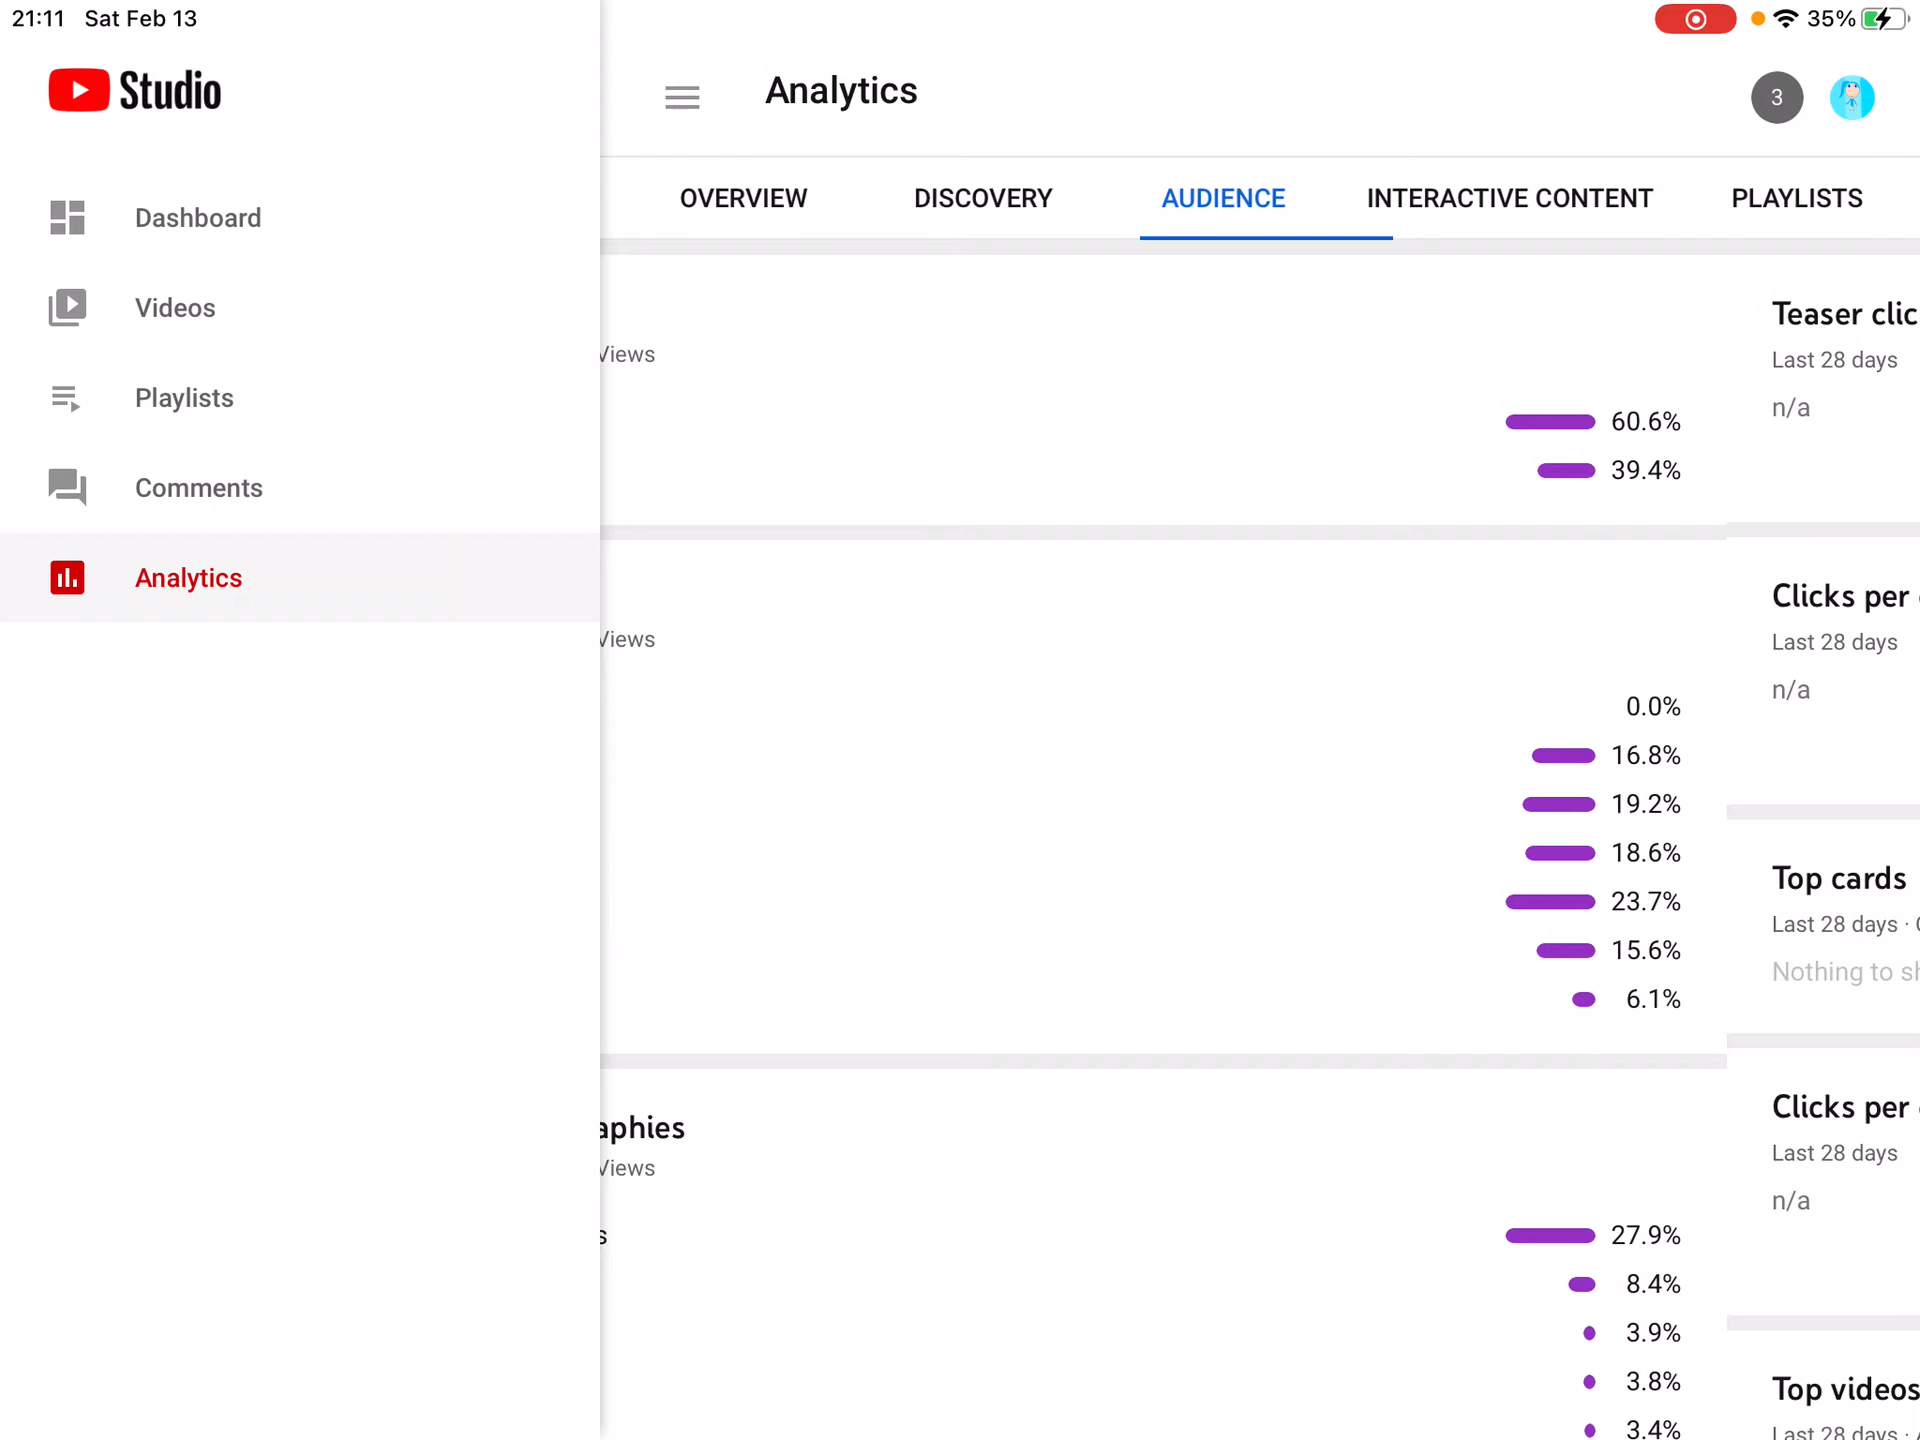 21:11 Sat Feb 13
35%
Studio
Dashboard
Videos
Playlists
Comments
Analytics
Analytics
3
OVERVIEW DISCOVERY AUDIENCE INTERACTIVE CONTENT PLAYLISTS
Views
60.6%
39.4%
Views
0.0%
16.8%
19.2%
18.6%
23.7%
15.6%
6.1%
aphies
Views
s
27.9%
8.4%
3.9%
3.8%
3.4%
Teaser clic
Last 28 days
n/a
Clicks per
Last 28 days
n/a
Top cards
Last 28 days ·
Nothing to sh
Clicks per
Last 28 days
n/a
Top videos
Last 28 days ·